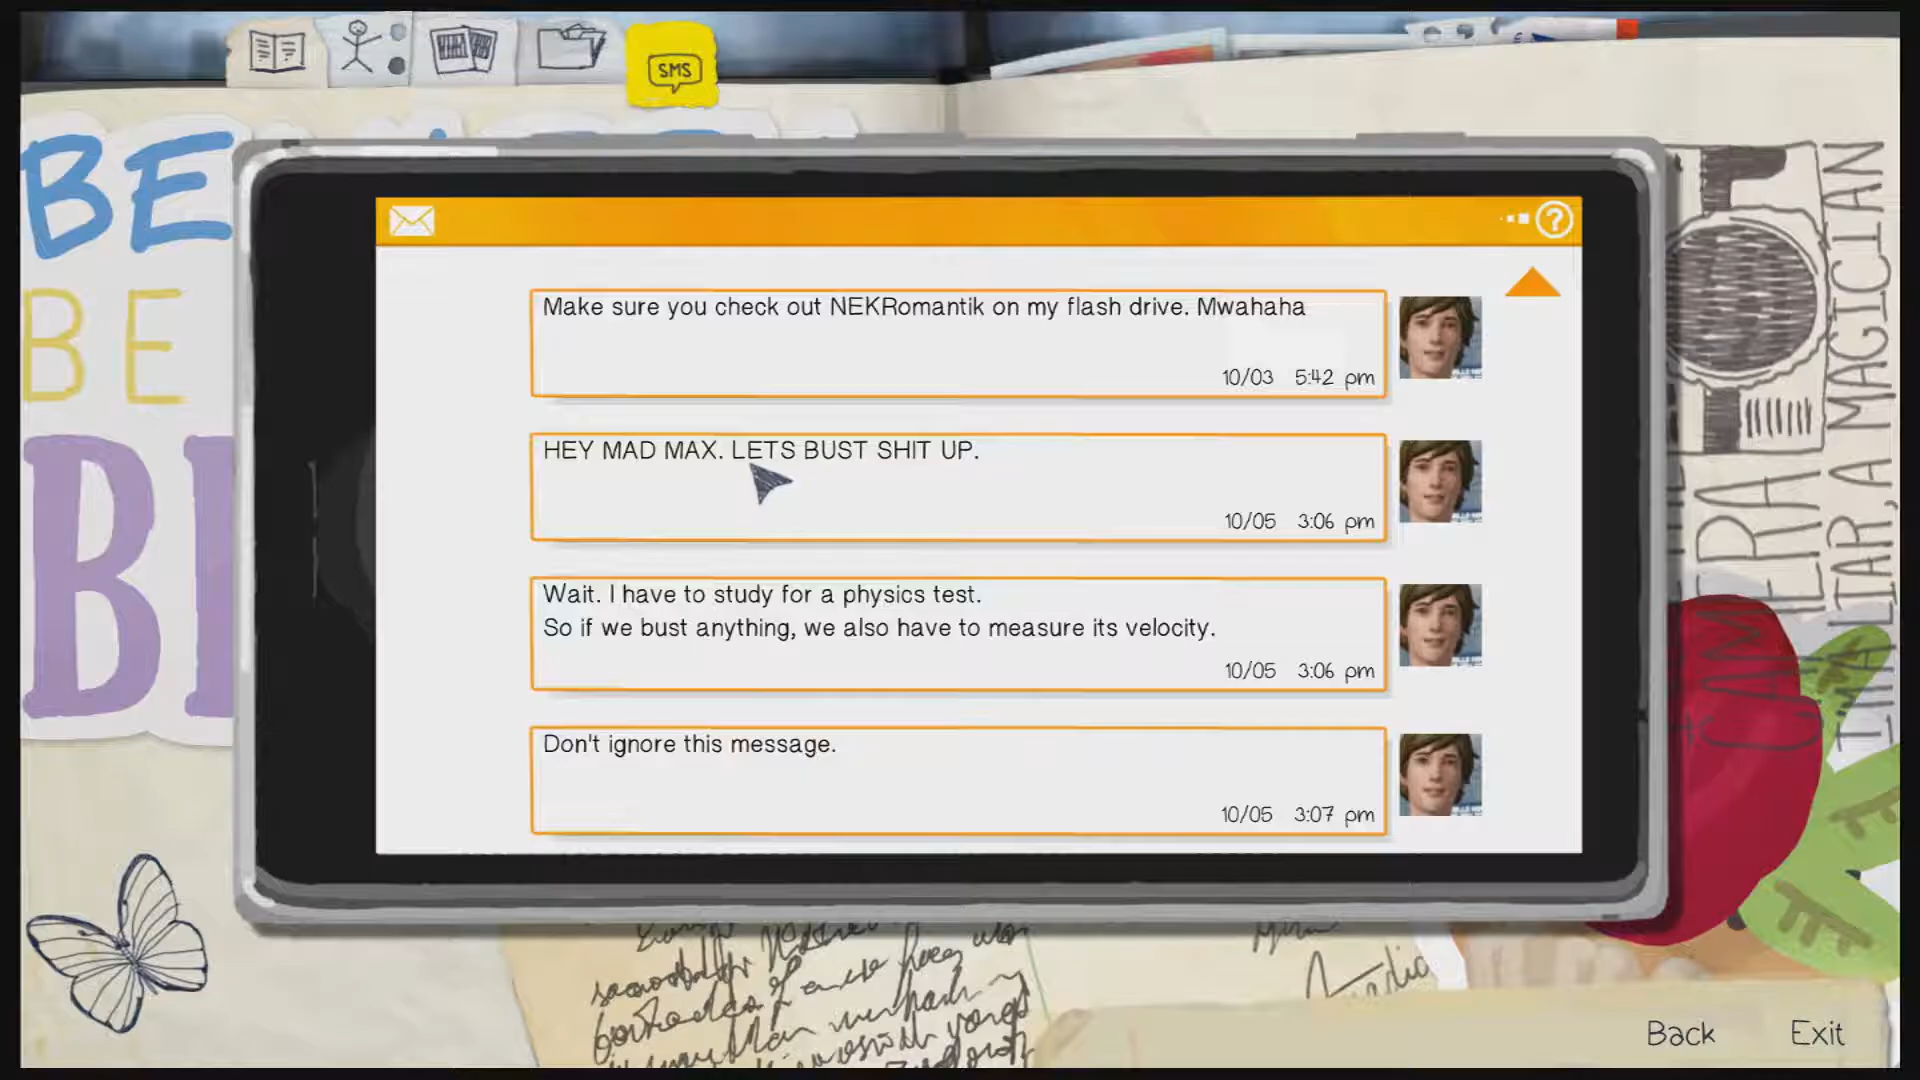 SMS
BE
BE
BE
Make sure you check out NEKRomantik on my flash drive. Mwahaha
10/03 5:42 pm
HEY MAD MAX. LETS BUST SHIT UP.
10/05 3:06 pm
Wait. I have to study for a physics test.
So if we bust anything, we also have to measure its velocity.
10/05 3:06 pm
Don't ignore this message.
10/07 3:07 pm
A MAGICIAN
Back Exit